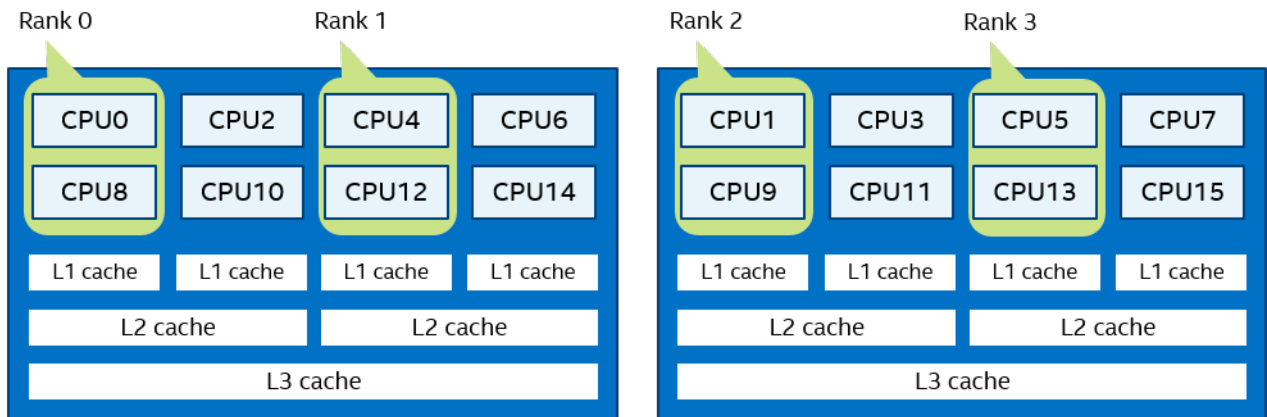 Rank 0 Rank 1 Rank 2 Rank 3
CPU0 CPU2 CPU4 CPU6 CPU1 CPU3 CPU5 CPU7
CPU8 CPU10 CPU12 CPU14 CPU9 CPU11 CPU13 CPU15
L1 cache L1 cache L1 cache L1 cache L1 cache L1 cache L1 cache L1 cache
L2 cache L2 cache L2 cache L2 cache
L3 cache L3 cache